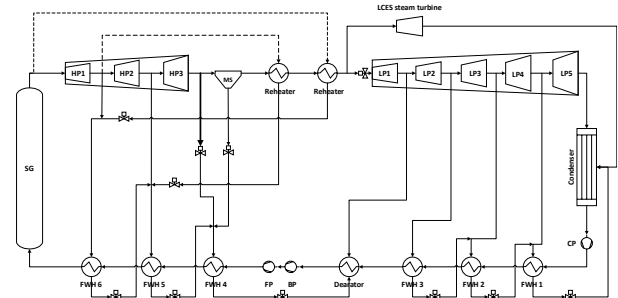 LCES steam turbine
HP1
HP2
HP3
MS
Reheater
Reheater
LP1
LP2
LP3
LP4
LP5
SG
Condenser
CP
FWH 6
FWH 5
FWH 4
FP
BP
Dearator
FWH 3
FWH 2
FWH 1